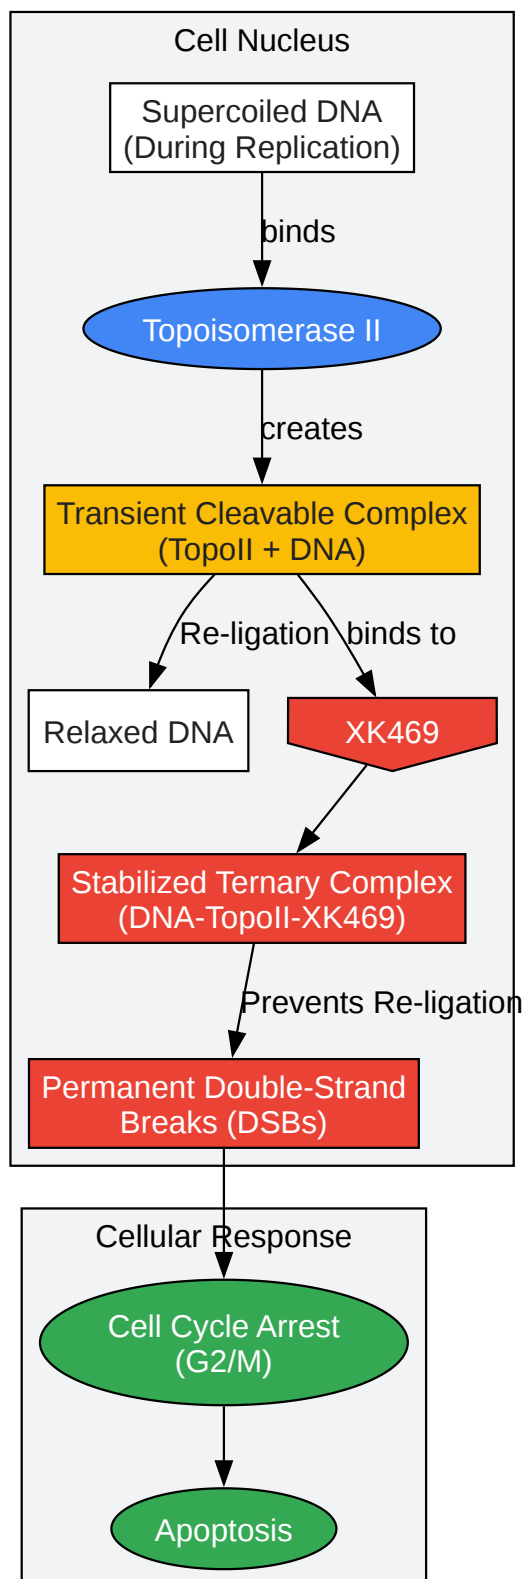 Cell Nucleus
Supercoiled DNA
(During Replication)
binds
Topoisomerase II
creates
Transient Cleavable Complex
(TopoII + DNA)
Re-ligation
binds to
Relaxed DNA
XK469
Stabilized Ternary Complex
(DNA-TopoII-XK469)
Prevents Re-ligation
Permanent Double-Strand
Breaks (DSBs)
Cellular Response
Cell Cycle Arrest
(G2/M)
Apoptosis